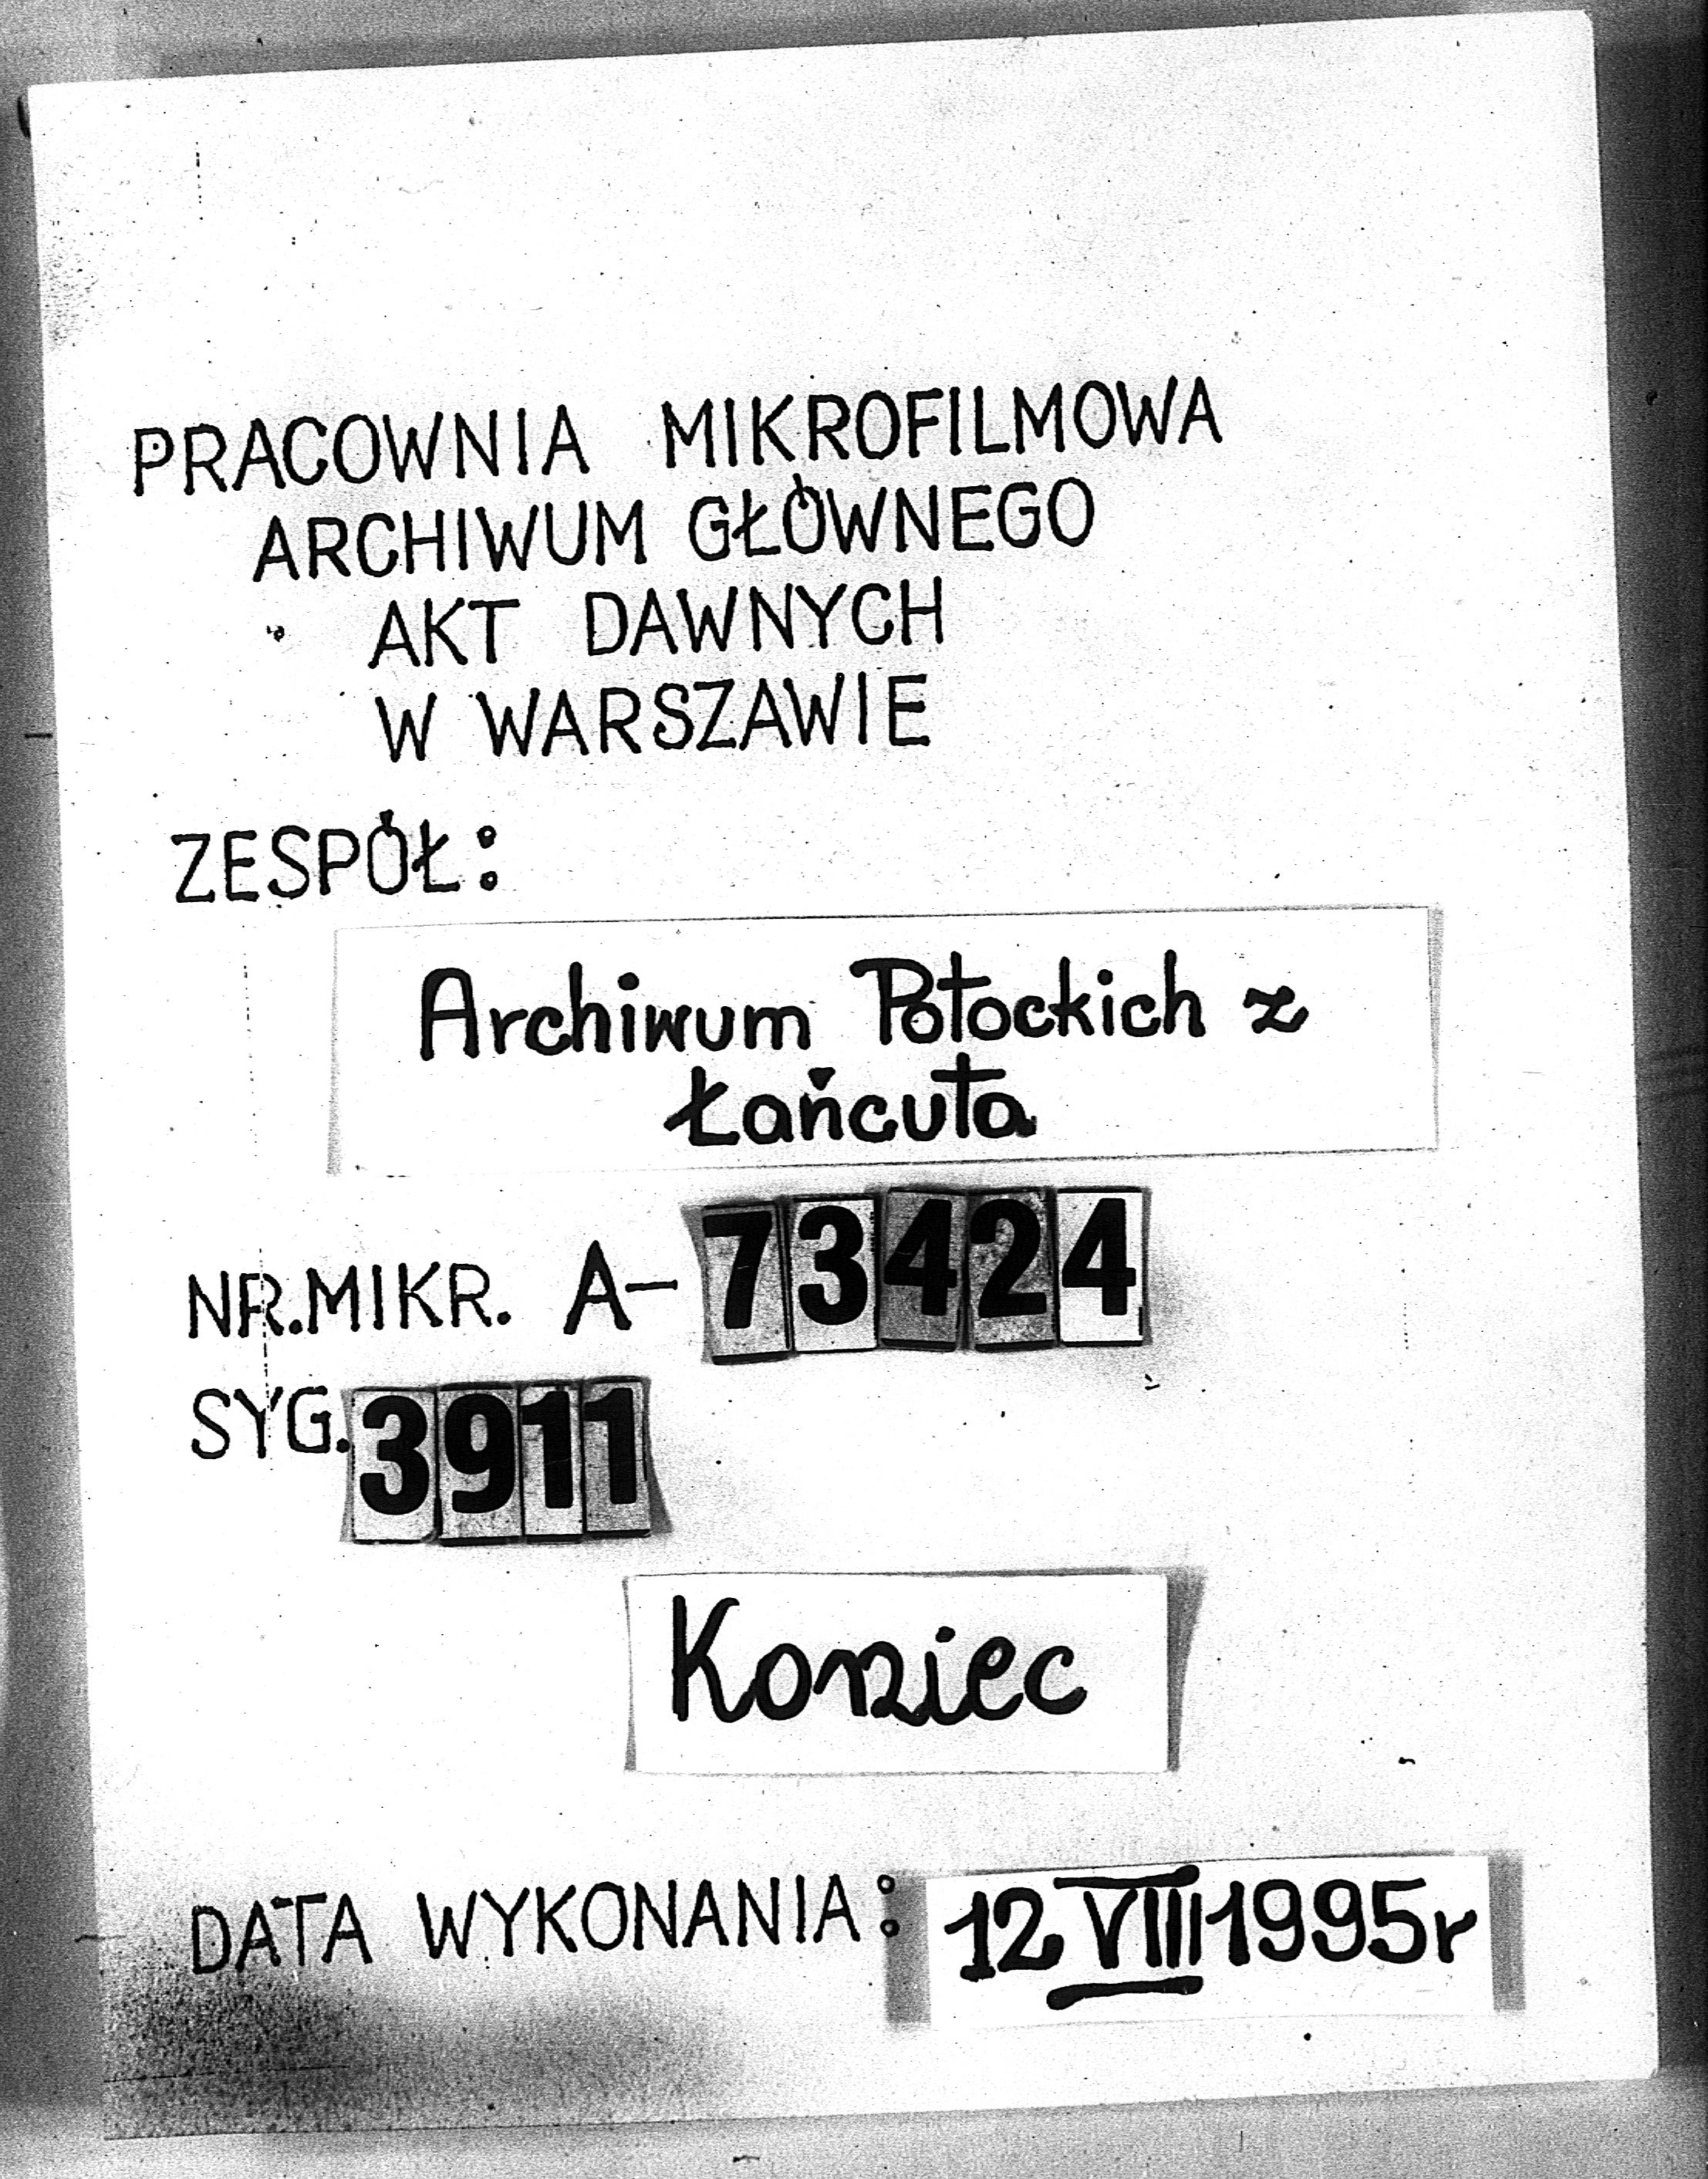 PRACOWNIA MIKROFILMOWA
ARCHIWUM GŁÓWNEGO
AKT DAWNYCH
W WARSZAWIE
ZESPÓŁ:
Archiwum Potockich z
Łańcuta
NR.MIKR. A-73424
SYG.3911
Koniec
DATA WYKONANIA: 12 VIII 1995r